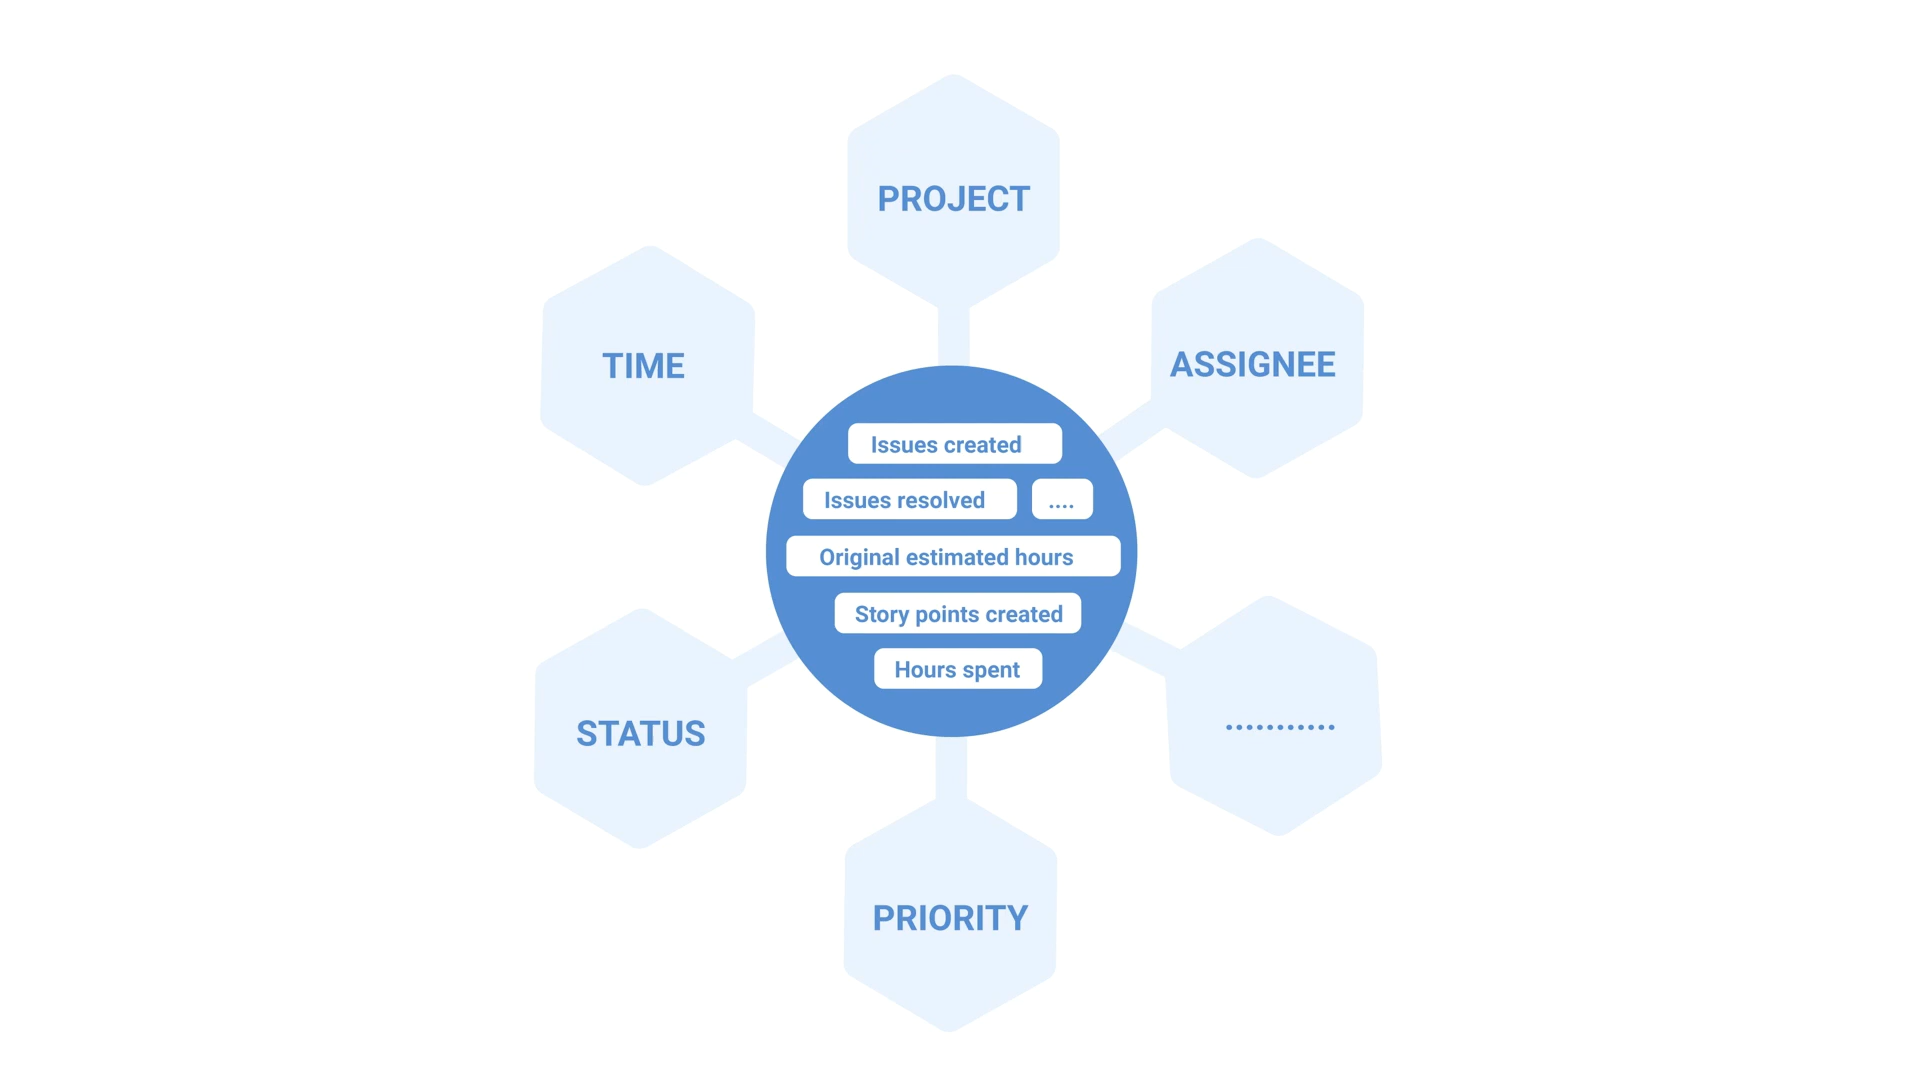 PROJECT
TIME
ASSIGNEE
Issues created
Issues resolved
....
Original estimated hours
Story points created
Hours spent
STATUS
...........
PRIORITY